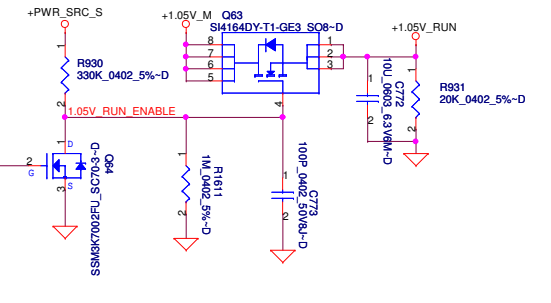 +PWR_SRC_S
+1.05V_M
Q63
SI4164DY-T1-GE3_SO8~D
+1.05V_RUN
1
R930
330K_0402_5%~D
2
8
7
6
5
1
2
3
4
1
10U_0603_6.3V6M~D
C772
2
1
R931
20K_0402_5%~D
2
1.05V_RUN_ENABLE
1
D
2
G
S
3
SSM3K7002FU_SC70-3~D
Q64
1
R1611
1M_0402_5%~D
2
1
100P_0402_50V8J~D
C773
2